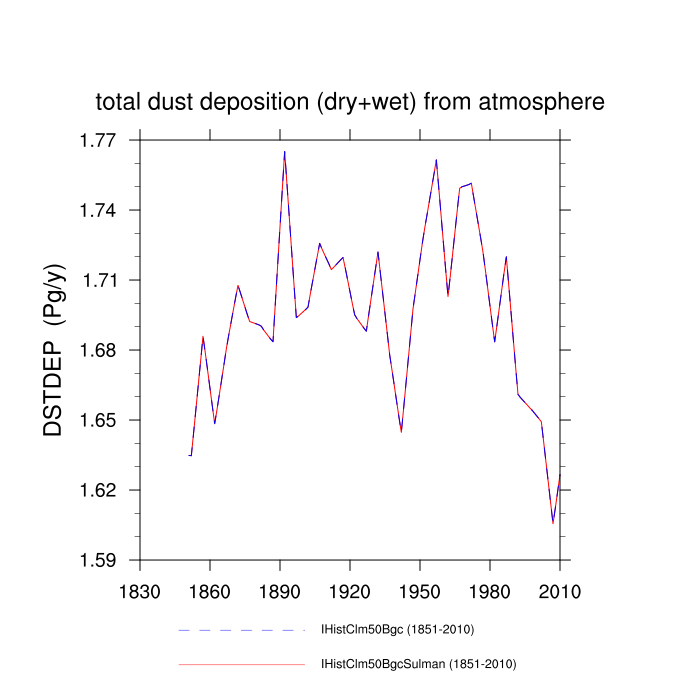 total dust deposition (dry+wet) from atmosphere
DSTDEP (Pg/y)
1.77
1.74
1.71
1.68
1.65
1.62
1.59
1830 1860 1890 1920 1950 1980 2010
IHistClm50Bgc (1851-2010)
IHistClm50BgcSulman (1851-2010)